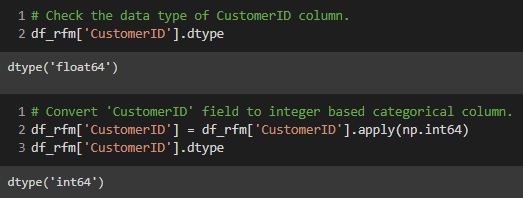 1 # Check the data type of CustomerID column.
2 df_rfm['CustomerID'].dtype
dtype('float64')
1 # Convert 'CustomerID' field to integer based categorical column.
2 df_rfm['CustomerID'] = df_rfm['CustomerID'].apply(np.int64)
3 df_rfm['CustomerID'].dtype
dtype('int64')